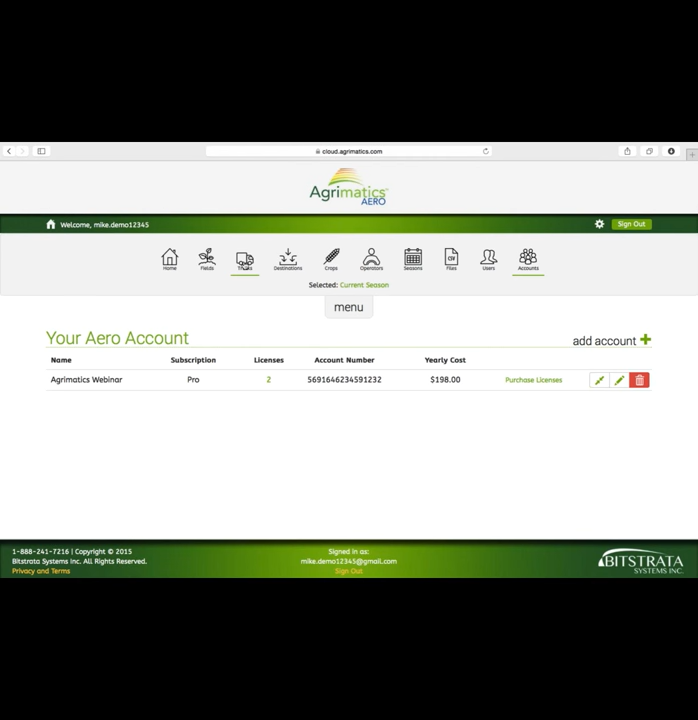 cloud.agrimatics.com
Agrimatics
AERO
Welcome, mike.demo12345
Sign Out
Home Fields Trucks Destinations Crops Operators Seasons Files Users Accounts
CSV
Selected: Current Season
menu
Your Aero Account
add account
Name Subscription Licenses Account Number Yearly Cost
Agrimatics Webinar Pro 2 5691646234591232 $198.00 Purchase Licenses
1-888-241-7216 | Copyright © 2015
Bitstrata Systems Inc. All Rights Reserved.
Privacy and Terms
Signed in as:
mike.demo12345@gmail.com
Sign Out
BITSTRATA
SYSTEMS INC.